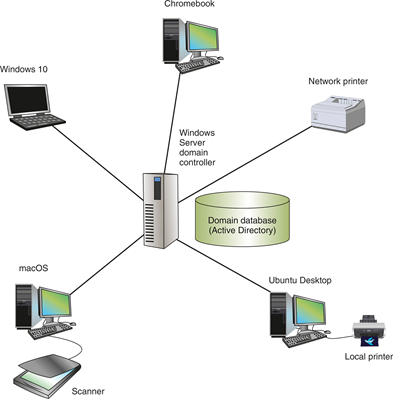 Chromebook
Windows 10
Network printer
Windows
Server
domain
controller
Domain database
(Active Directory)
macOS
Ubuntu Desktop
Local printer
Scanner